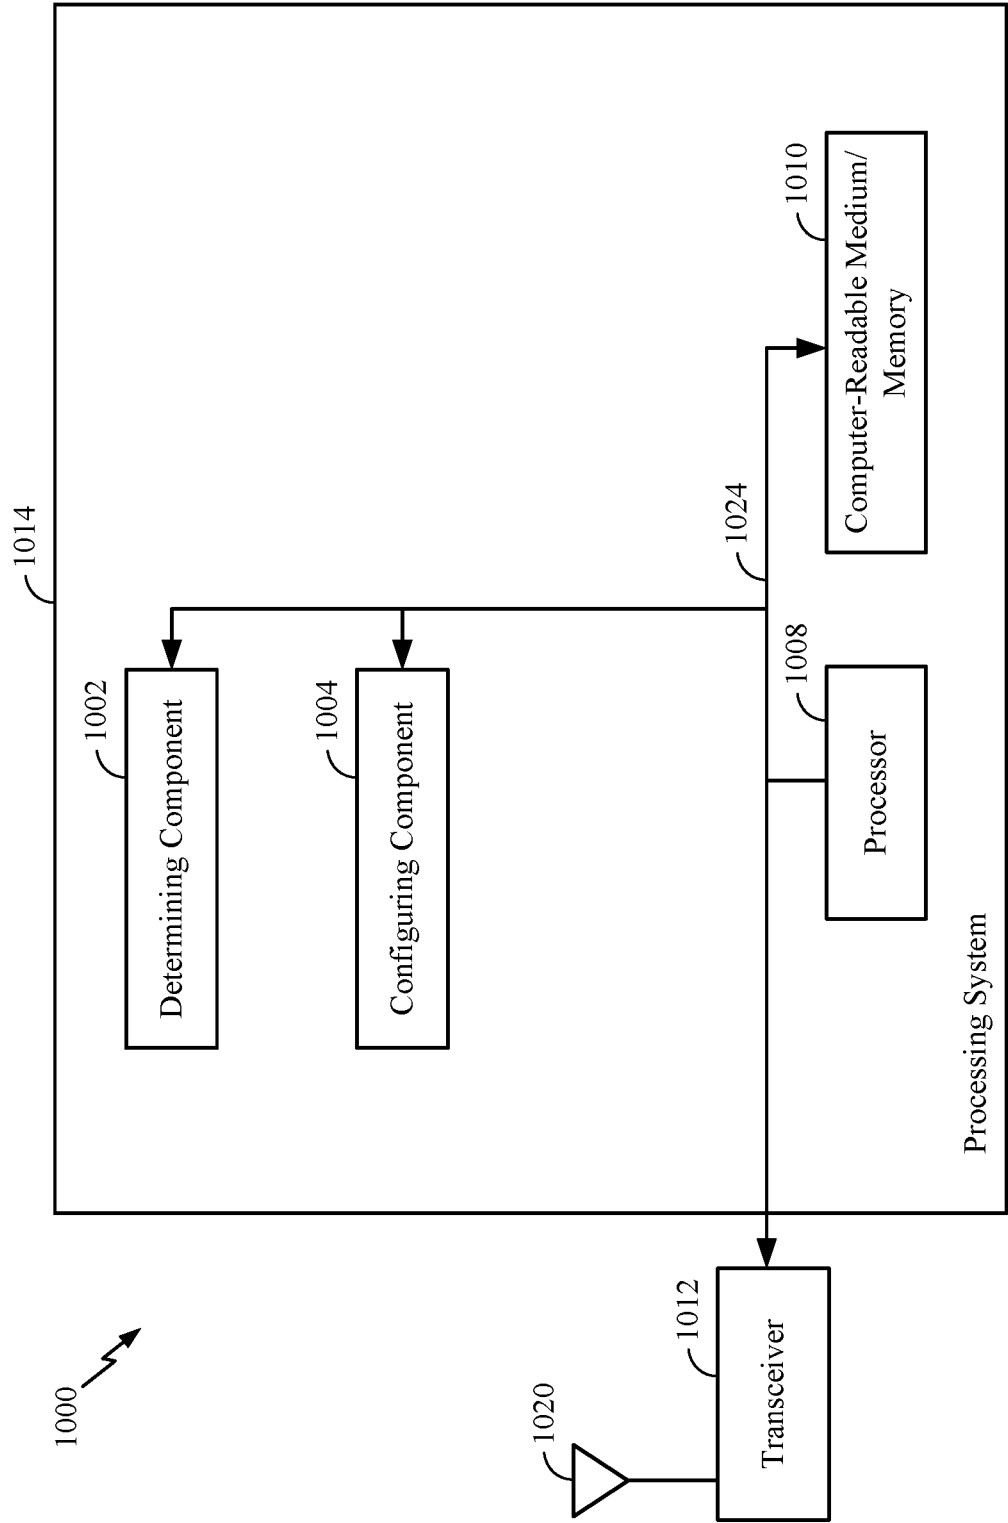 1000
1014
1020
1012
Transceiver
1002
Determining Component
1004
Configuring Component
1024
1008
Processor
1010
Computer-Readable Medium/
Memory
Processing System